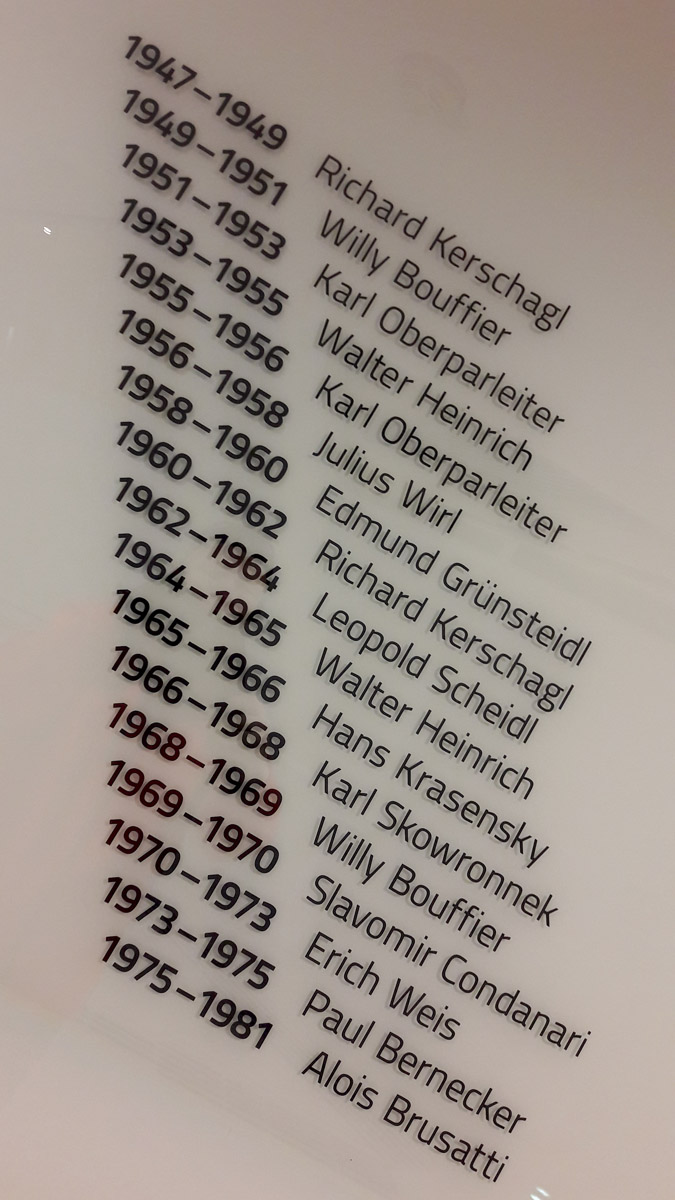 1947–1949 Richard Kerschagl
1949–1951 Willy Bouffier
1951–1953 Karl Oberparleiter
1953–1955 Walter Heinrich
1955–1956 Karl Oberparleiter
1956–1958 Julius Wirl
1958–1960 Edmund Grünsteidl
1960–1962 Richard Kerschagl
1962–1964 Leopold Scheidl
1964–1965 Walter Heinrich
1965–1966 Hans Krasensky
1966–1968 Karl Skowronnek
1968–1969 Willy Bouffier
1969–1970 Slavomir Condanari
1970–1973 Erich Weis
1973–1975 Paul Bernecker
1975–1981 Alois Brusatti